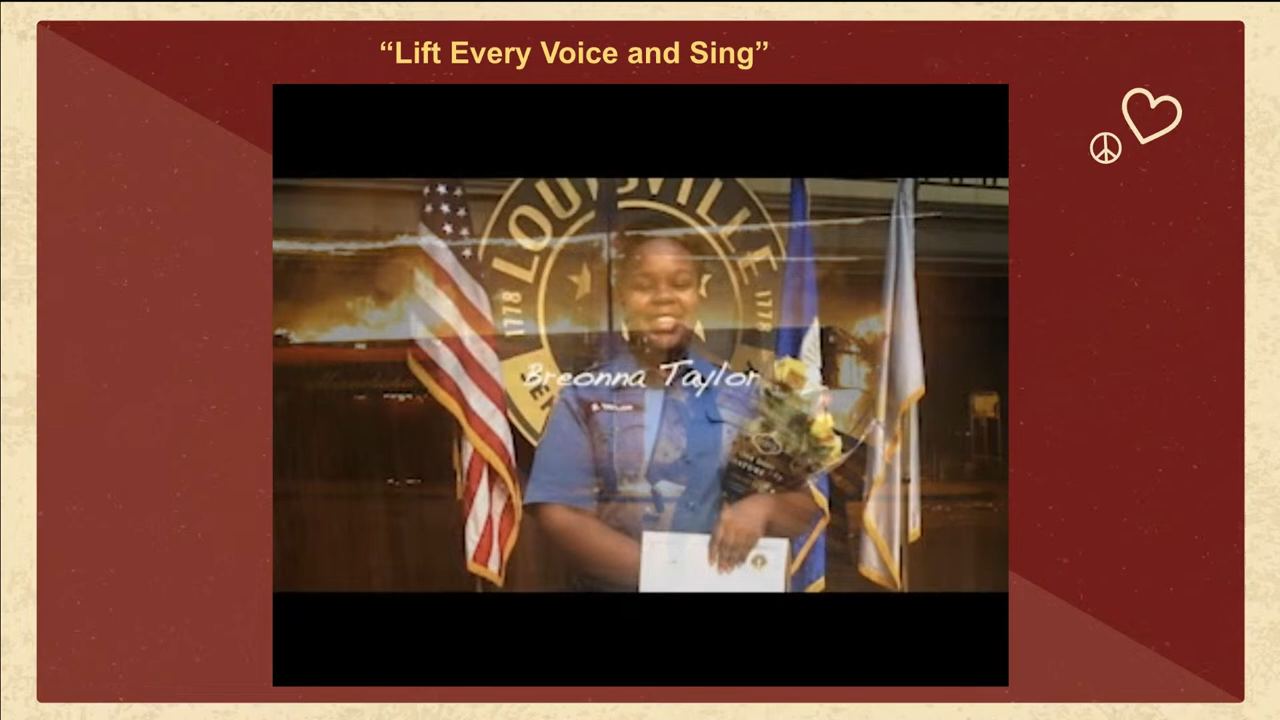 “Lift Every Voice and Sing”
LOUISVILLE
1778
1778
Breonna Taylor